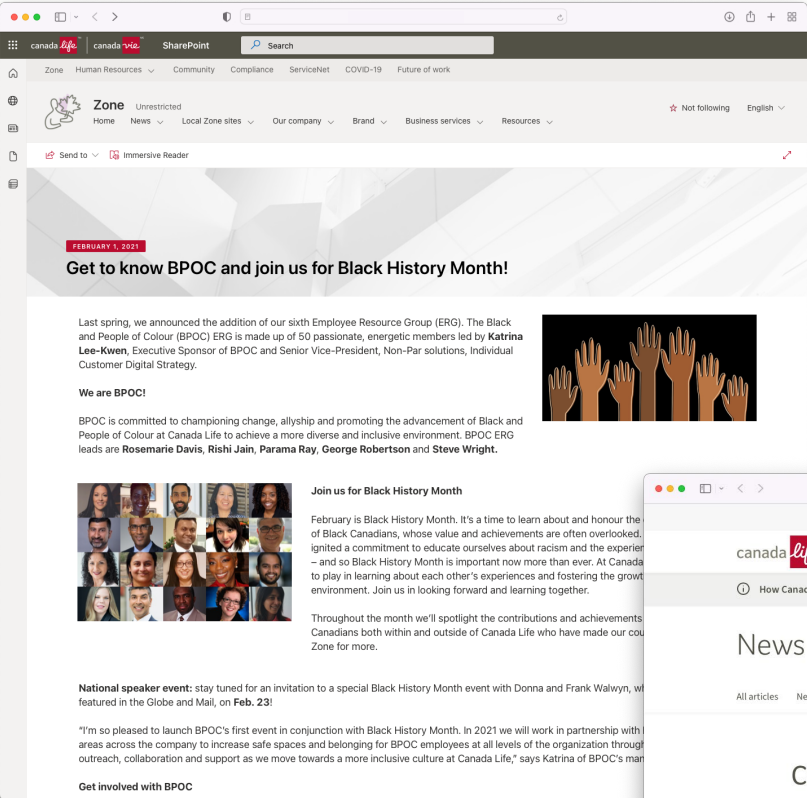 canada life | canada vie SharePoint Search
Zone Human Resources Community Compliance ServiceNet COVID-19 Future of work
Zone Unrestricted
Not following English
Home News Local Zone sites Our company Brand Business services Resources
Send to Immersive Reader
FEBRUARY 1, 2021
Get to know BPOC and join us for Black History Month!
Last spring, we announced the addition of our sixth Employee Resource Group (ERG). The Black
and People of Colour (BPOC) ERG is made up of 50 passionate, energetic members led by Katrina
Lee-Kwen, Executive Sponsor of BPOC and Senior Vice-President, Non-Par solutions, Individual
Customer Digital Strategy.
We are BPOC!
BPOC is committed to championing change, allyship and promoting the advancement of Black and
People of Colour at Canada Life to achieve a more diverse and inclusive environment. BPOC ERG
leads are Rosemarie Davis, Rishi Jain, Parama Ray, George Robertson and Steve Wright.
Join us for Black History Month
February is Black History Month. It's a time to learn about and honour the
of Black Canadians, whose value and achievements are often overlooked.
ignited a commitment to educate ourselves about racism and the experien
– and so Black History Month is important now more than ever. At Canada
to play in learning about each other's experiences and fostering the growt
environment. Join us in looking forward and learning together.
Throughout the month we'll spotlight the contributions and achievements
Canadians both within and outside of Canada Life who have made our cou
Zone for more.
National speaker event: stay tuned for an invitation to a special Black History Month event with Donna and Frank Walwyn, wh
featured in the Globe and Mail, on Feb. 23!
"I'm so pleased to launch BPOC's first event in conjunction with Black History Month. In 2021 we will work in partnership with
areas across the company to increase safe spaces and belonging for BPOC employees at all levels of the organization through
outreach, collaboration and support as we move towards a more inclusive culture at Canada Life," says Katrina of BPOC's man
Get involved with BPOC
canada li
How Canad
News
All articles Ne
C